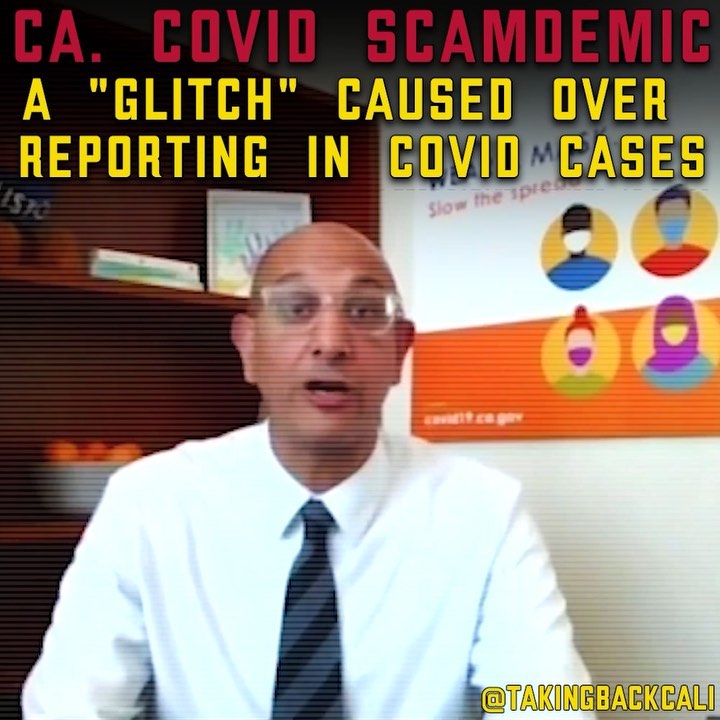 CA. COVID SCAMDEMIC
A "GLITCH" CAUSED OVER
REPORTING IN COVID CASES
Slow the spread
covid19.ca.gov
@TAKINGBACKCALI